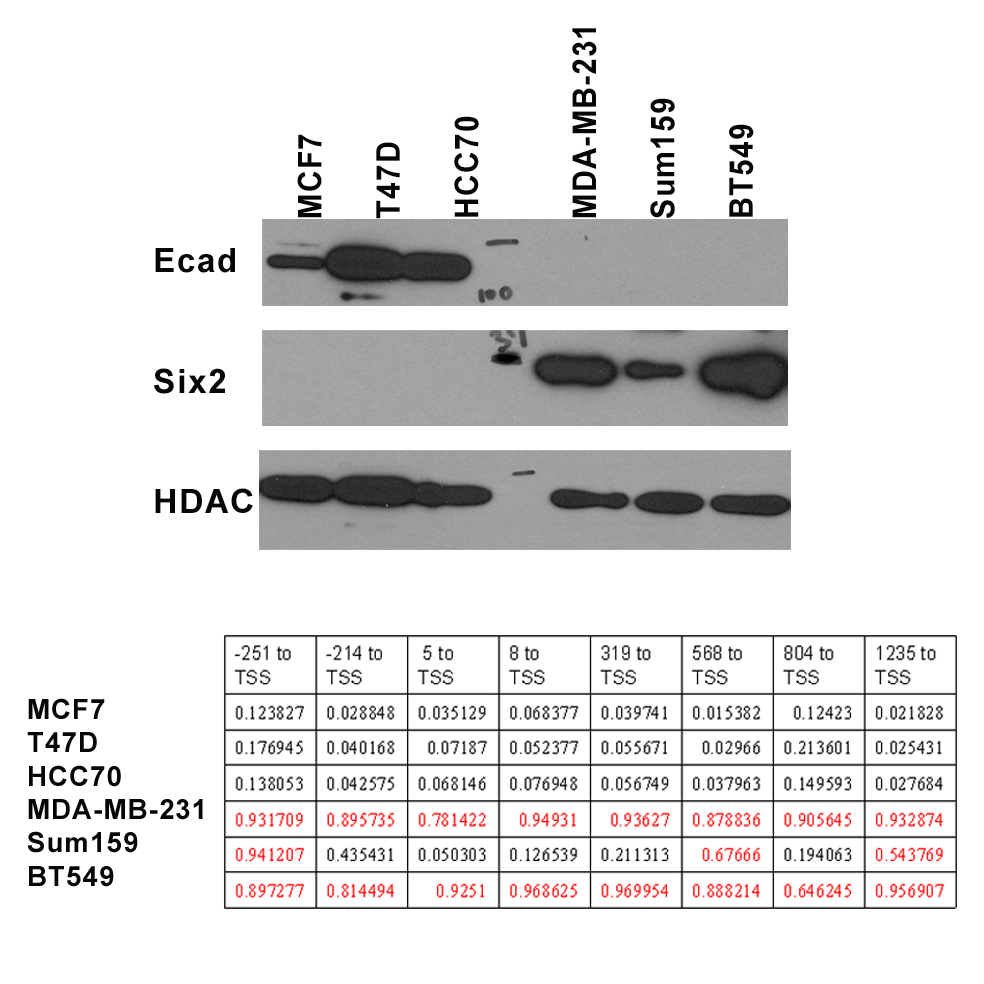 MCF7
T47D
HCC70
MDA-MB-231
Sum159
BT549
Ecad
100
Six2
HDAC
-251 to TSS -214 to TSS 5 to TSS 8 to TSS 319 to TSS 568 to TSS 804 to TSS 1235 to TSS
MCF7 0.123827 0.028848 0.035129 0.068377 0.039741 0.015382 0.12423 0.021828
T47D 0.176945 0.040168 0.07187 0.052377 0.055671 0.02966 0.213601 0.025431
HCC70 0.138053 0.042575 0.068146 0.076948 0.056749 0.037963 0.149593 0.027684
MDA-MB-231 0.931709 0.895735 0.781422 0.94931 0.93627 0.878836 0.905645 0.932874
Sum159 0.941207 0.435431 0.050303 0.126539 0.211313 0.67666 0.194063 0.543769
BT549 0.897277 0.814494 0.9251 0.968625 0.969954 0.888214 0.646245 0.956907